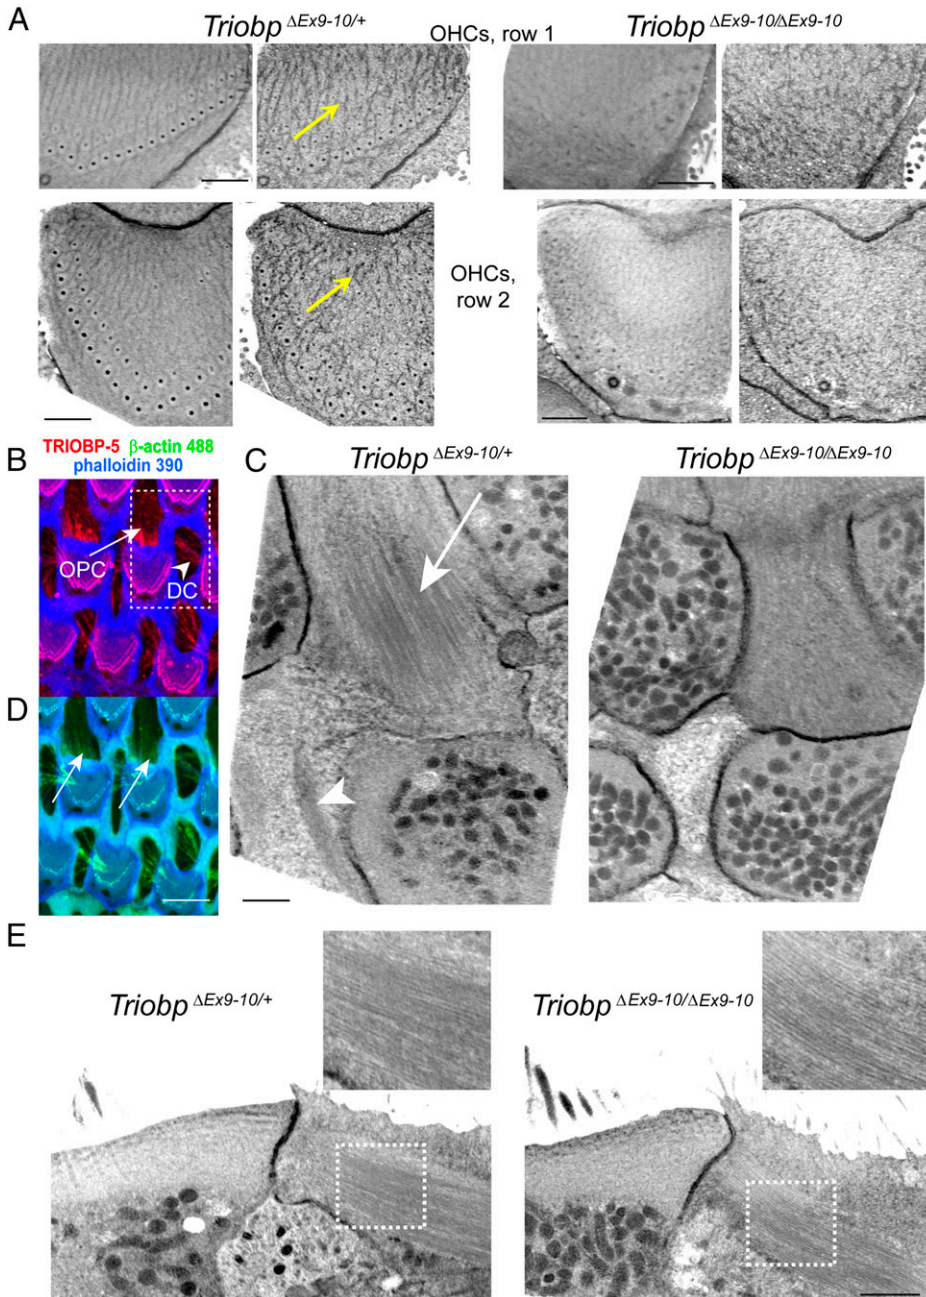 A
Triobp ΔEx9-10/+
OHCs, row 1
Triobp ΔEx9-10/ΔEx9-10
OHCs,
row 2
B
TRIOBP-5 β-actin 488
phalloidin 390
OPC
DC
C
Triobp ΔEx9-10/+
Triobp ΔEx9-10/ΔEx9-10
D
E
Triobp ΔEx9-10/+
Triobp ΔEx9-10/ΔEx9-10